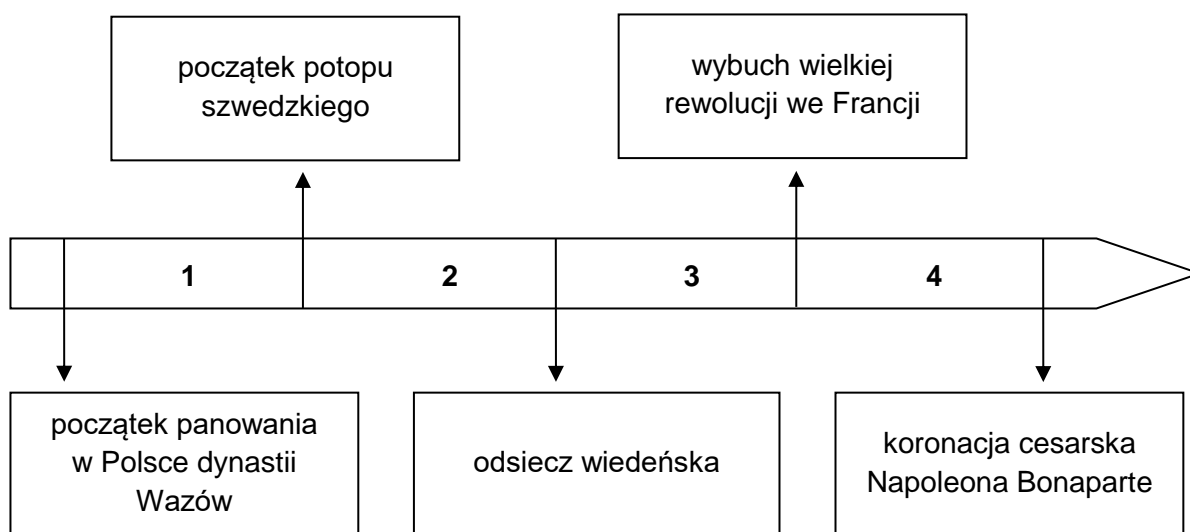 początek potopu
szwedzkiego
wybuch wielkiej
rewolucji we Francji
1
2
3
4
początek panowania
w Polsce dynastii
Wazów
odsiecz wiedeńska
koronacja cesarska
Napoleona Bonaparte